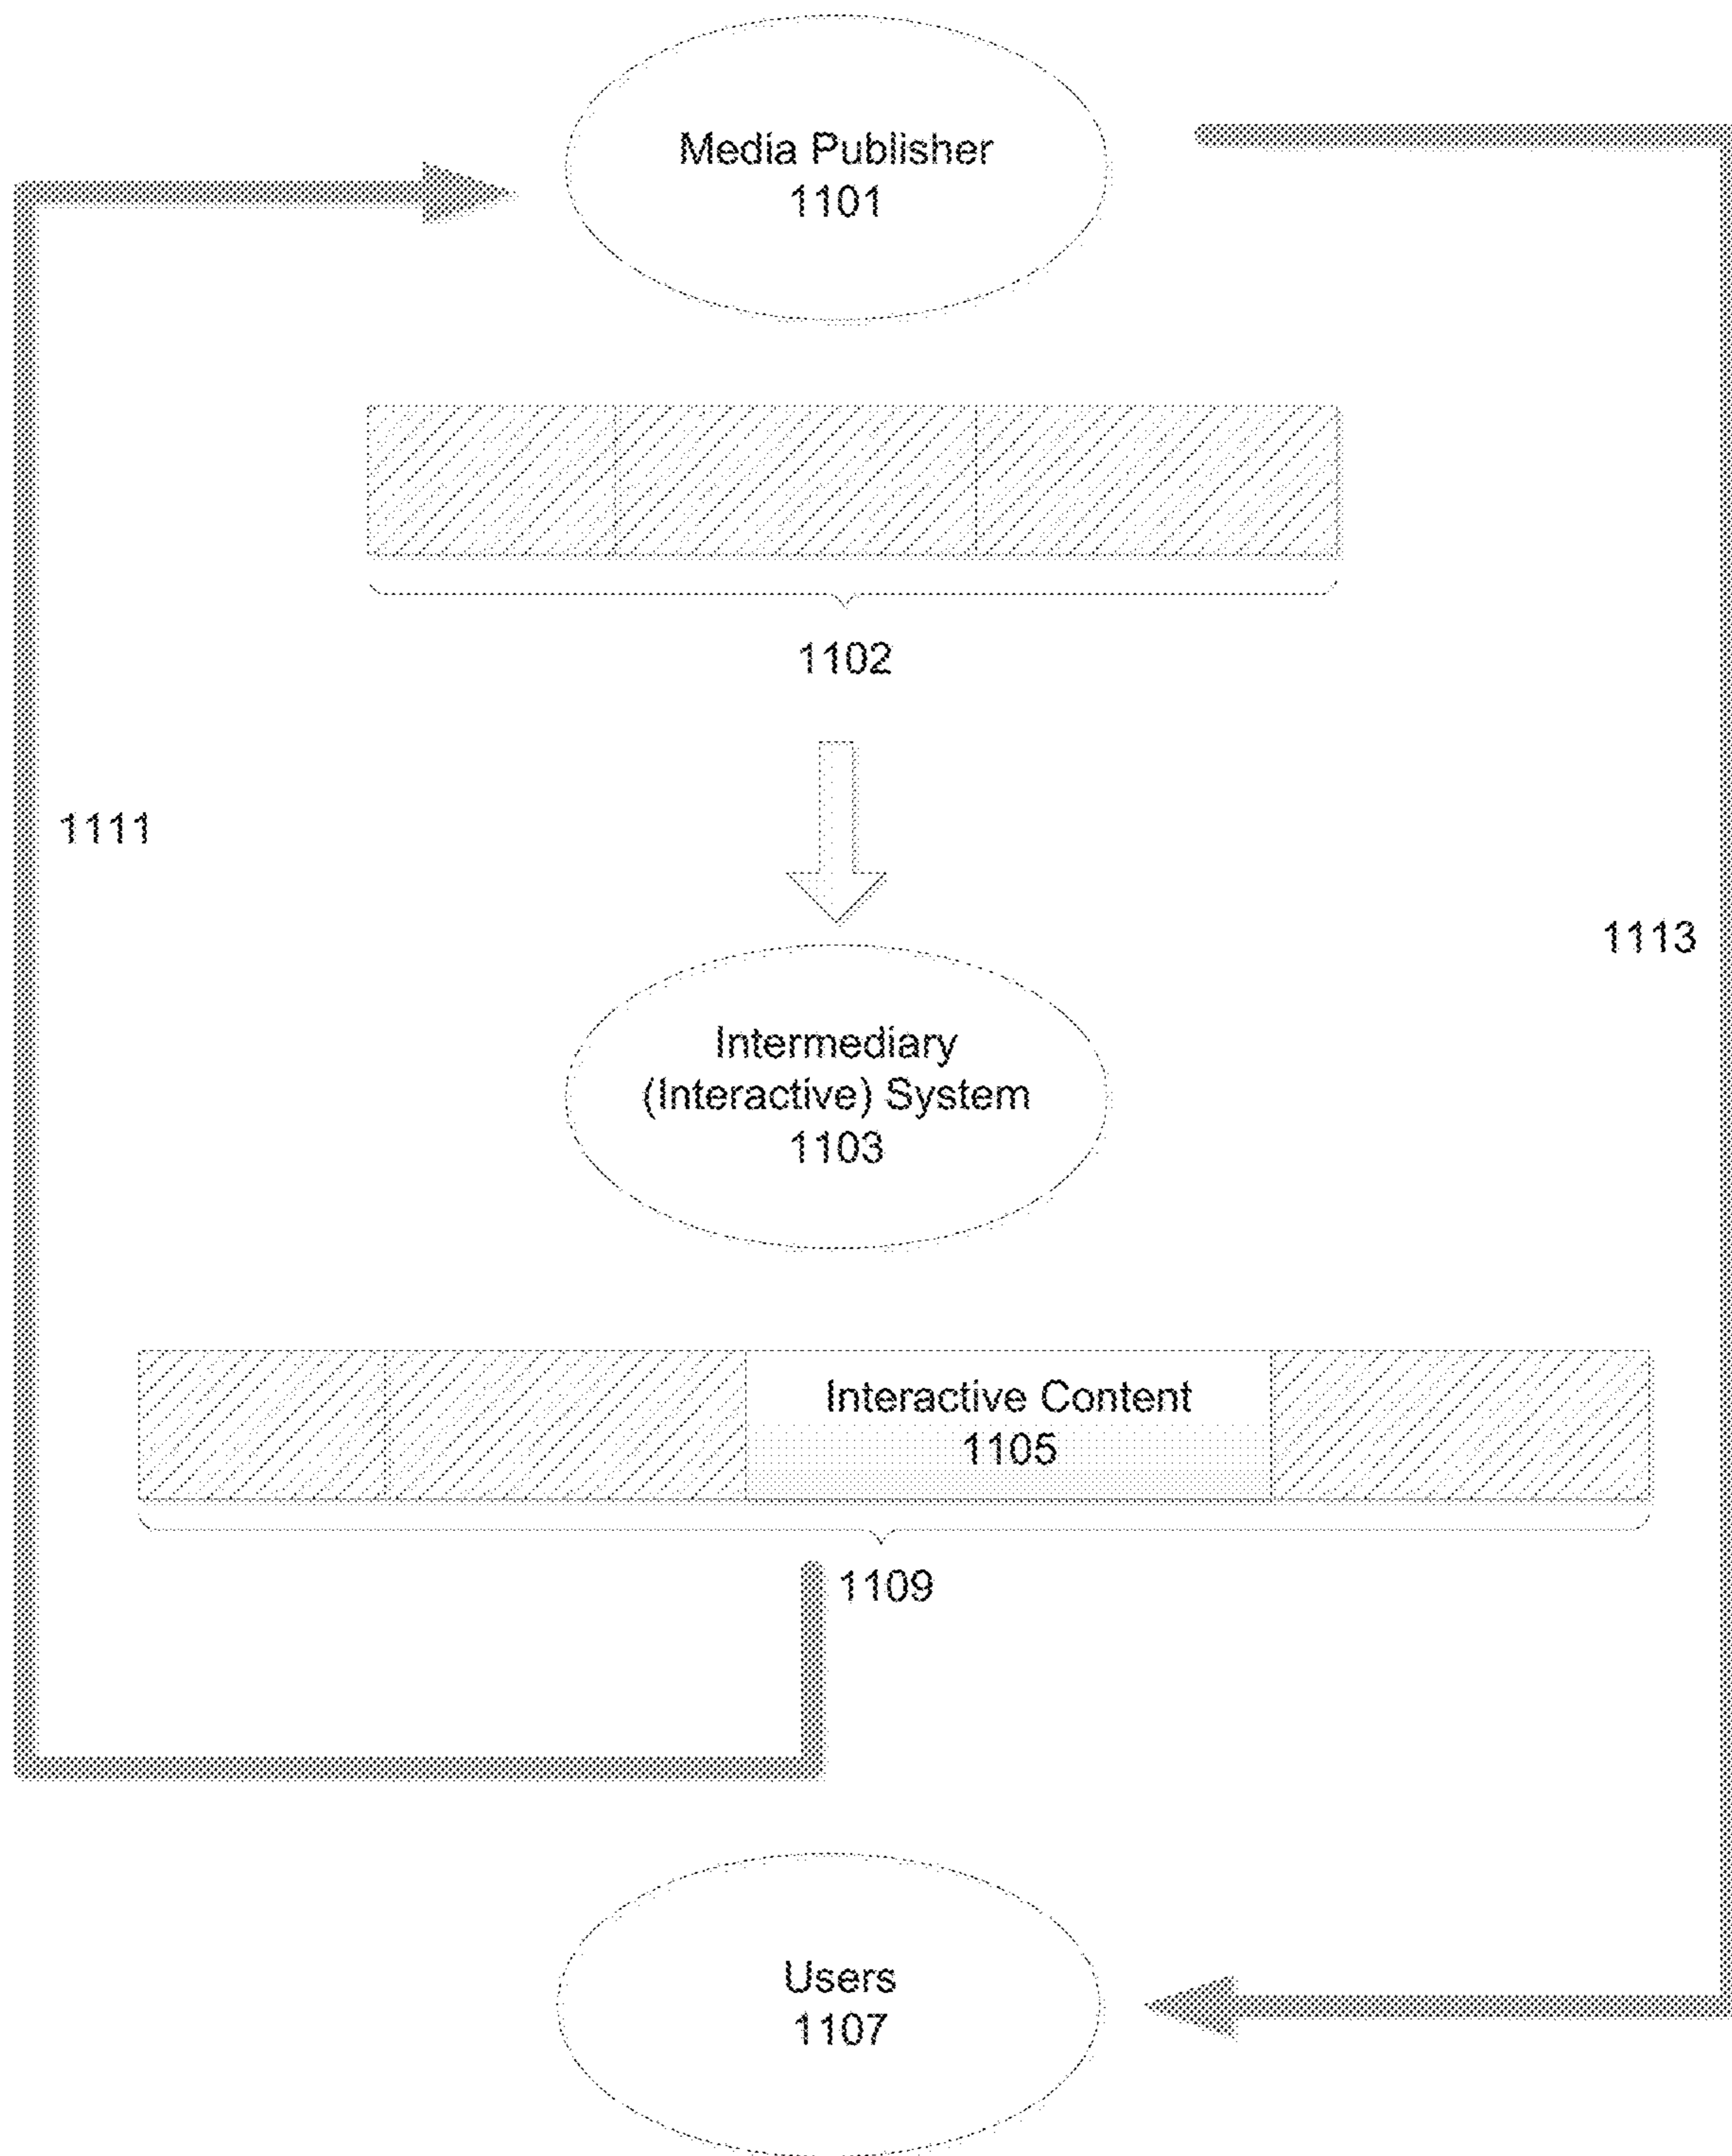 Media Publisher
1101
1102
1111
1113
Intermediary
(Interactive) System
1103
Interactive Content
1105
1109
Users
1107